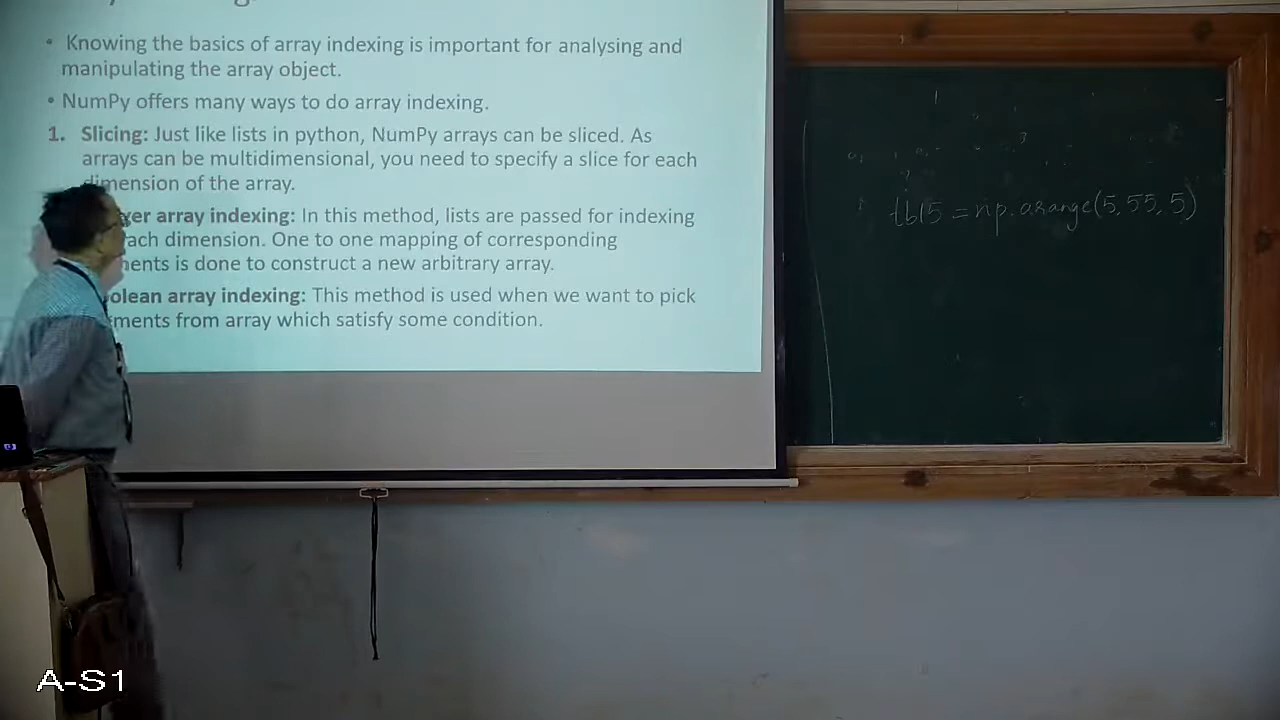 • Knowing the basics of array indexing is important for analysing and
manipulating the array object.
• NumPy offers many ways to do array indexing.
1. Slicing: Just like lists in python, NumPy arrays can be sliced. As
arrays can be multidimensional, you need to specify a slice for each
dimension of the array.
ger array indexing: In this method, lists are passed for indexing
ach dimension. One to one mapping of corresponding
ments is done to construct a new arbitrary array.
olean array indexing: This method is used when we want to pick
ments from array which satisfy some condition.
tbl5 = np.arange(5, 55, 5)
A-S1